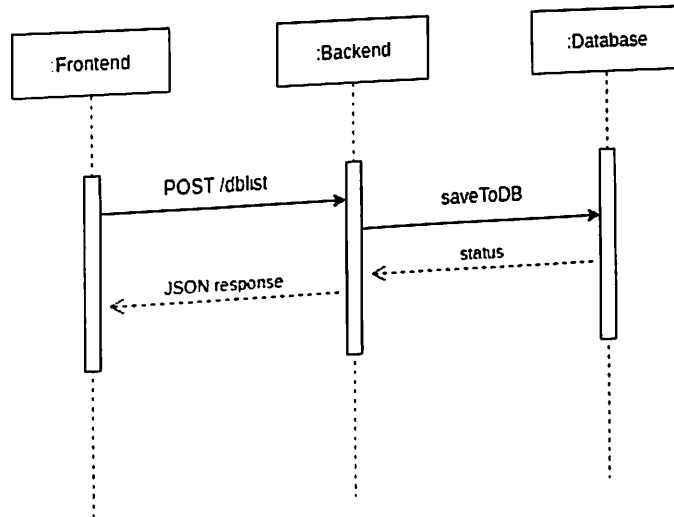 :Frontend
:Backend
:Database
POST /dblist
saveToDB
status
JSON response